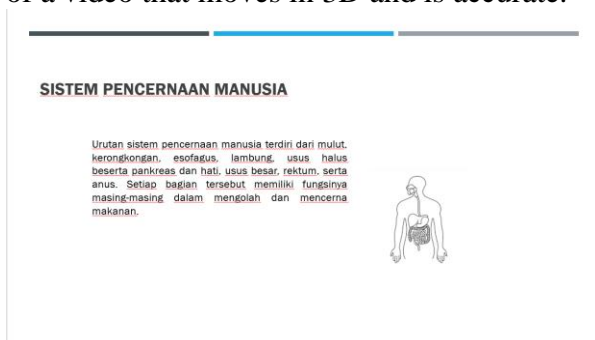 of a video that moves in 3D and is accurate.
SISTEM PENCERNAAN MANUSIA
Urutan sistem pencernaan manusia terdiri dari mulut,
kerongkongan, esofagus, lambung, usus halus
beserta pankreas dan hati, usus besar, rektum, serta
anus. Setiap bagian tersebut memiliki fungsinya
masing-masing dalam mengolah dan mencerna
makanan.